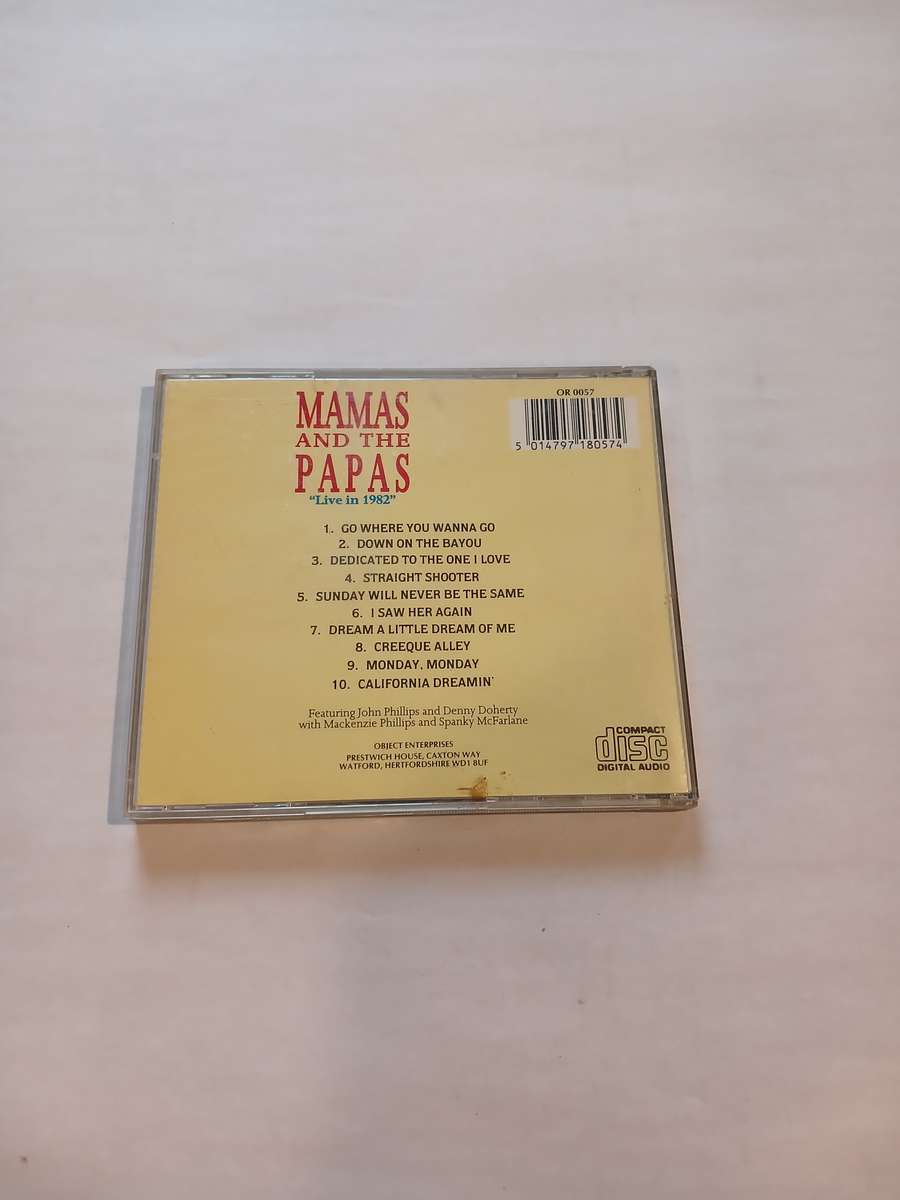 MAMAS
AND THE
PAPAS
"Live in 1982"
OR 0057
5 014797 180574
1. GO WHERE YOU WANNA GO
2. DOWN ON THE BAYOU
3. DEDICATED TO THE ONE I LOVE
4. STRAIGHT SHOOTER
5. SUNDAY WILL NEVER BE THE SAME
6. I SAW HER AGAIN
7. DREAM A LITTLE DREAM OF ME
8. CREEQUE ALLEY
9. MONDAY, MONDAY
10. CALIFORNIA DREAMIN'
Featuring John Phillips and Denny Doherty
with Mackenzie Phillips and Spanky McFarlane
OBJECT ENTERPRISES
PRESTWICH HOUSE, CAXTON WAY
WATFORD, HERTFORDSHIRE WD1 8UF
COMPACT
disc
DIGITAL AUDIO